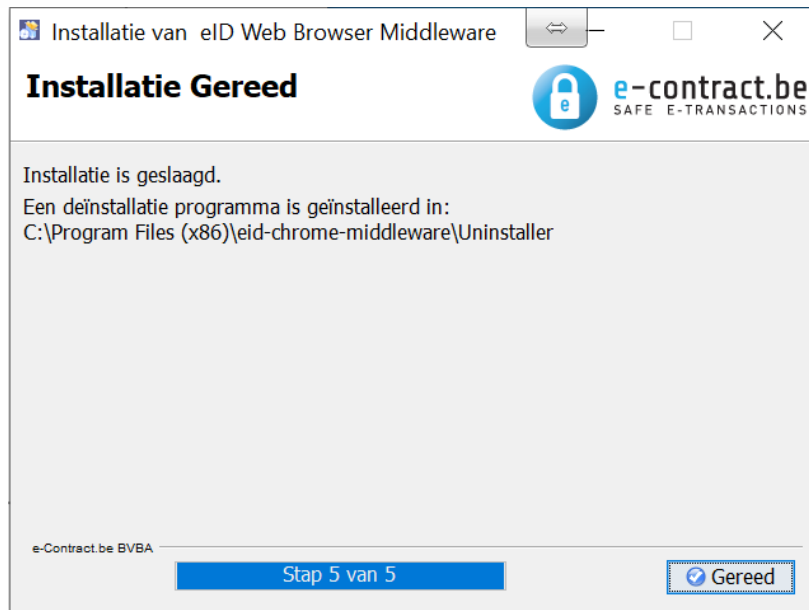 Installatie van eID Web Browser Middleware
Installatie Gereed
e
e-contract.be
SAFE E-TRANSACTIONS
Installatie is geslaagd.
Een deïnstallatie programma is geïnstalleerd in:
C:\Program Files (x86)\eid-chrome-middleware\Uninstaller
e-Contract.be BVBA
Stap 5 van 5
Gereed